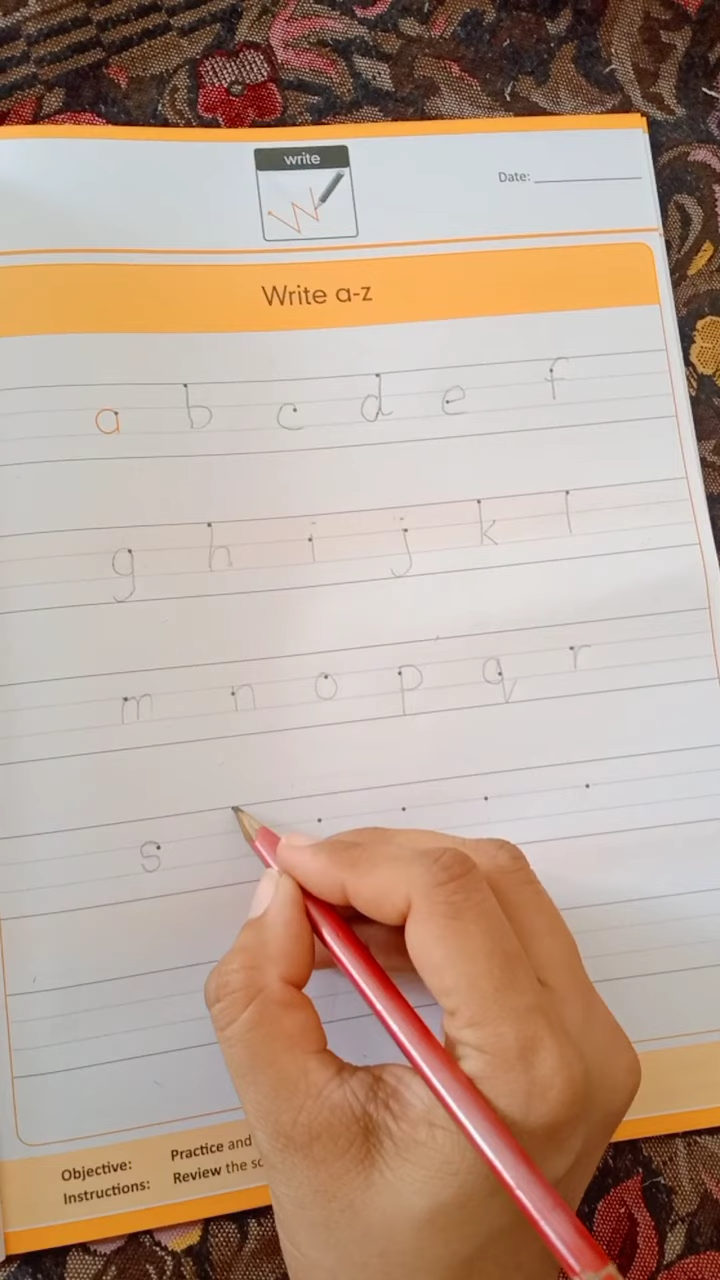 write
Date:
Write a-z
a b c d e f
g h i j k l
m n o p q r
s
Objective: Practice and
Instructions: Review the